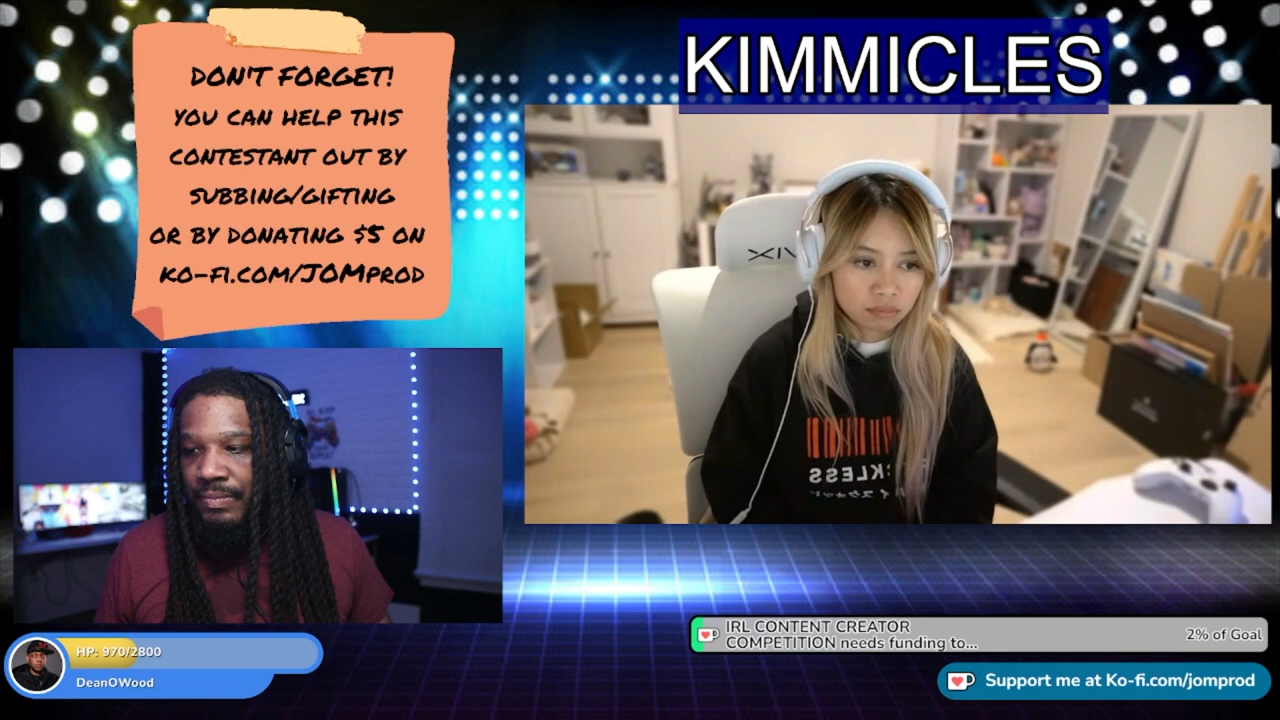 DON'T FORGET!
YOU CAN HELP THIS
CONTESTANT OUT BY
SUBBING/GIFTING
OR BY DONATING $5 ON
KO-FI.COM/JOMPROD
KIMMICLES
HP: 970/2800
DeanOWood
IRL CONTENT CREATOR
COMPETITION needs funding to...
2% of Goal
Support me at Ko-fi.com/jomprod